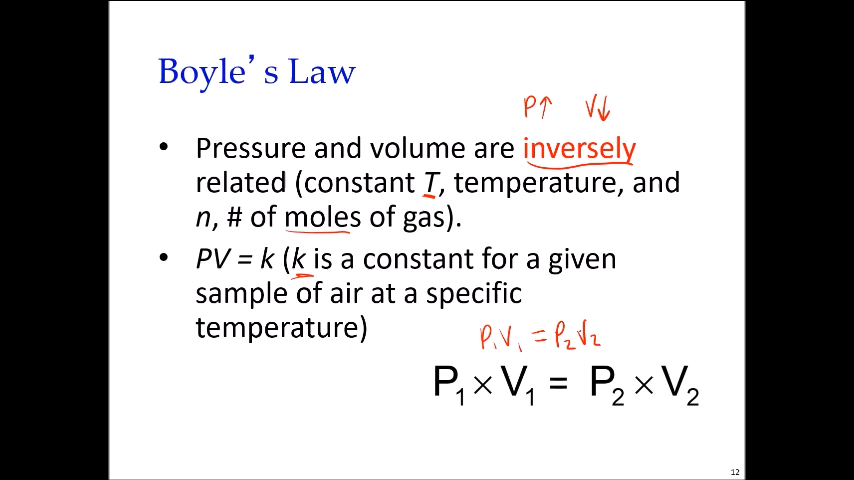 Boyle's Law
P↑ V↓
• Pressure and volume are inversely
related (constant T, temperature, and
n, # of moles of gas).
• PV = k (k is a constant for a given
sample of air at a specific
temperature)
P₁V₁ = P₂V₂
P₁ × V₁ = P₂ × V₂
12